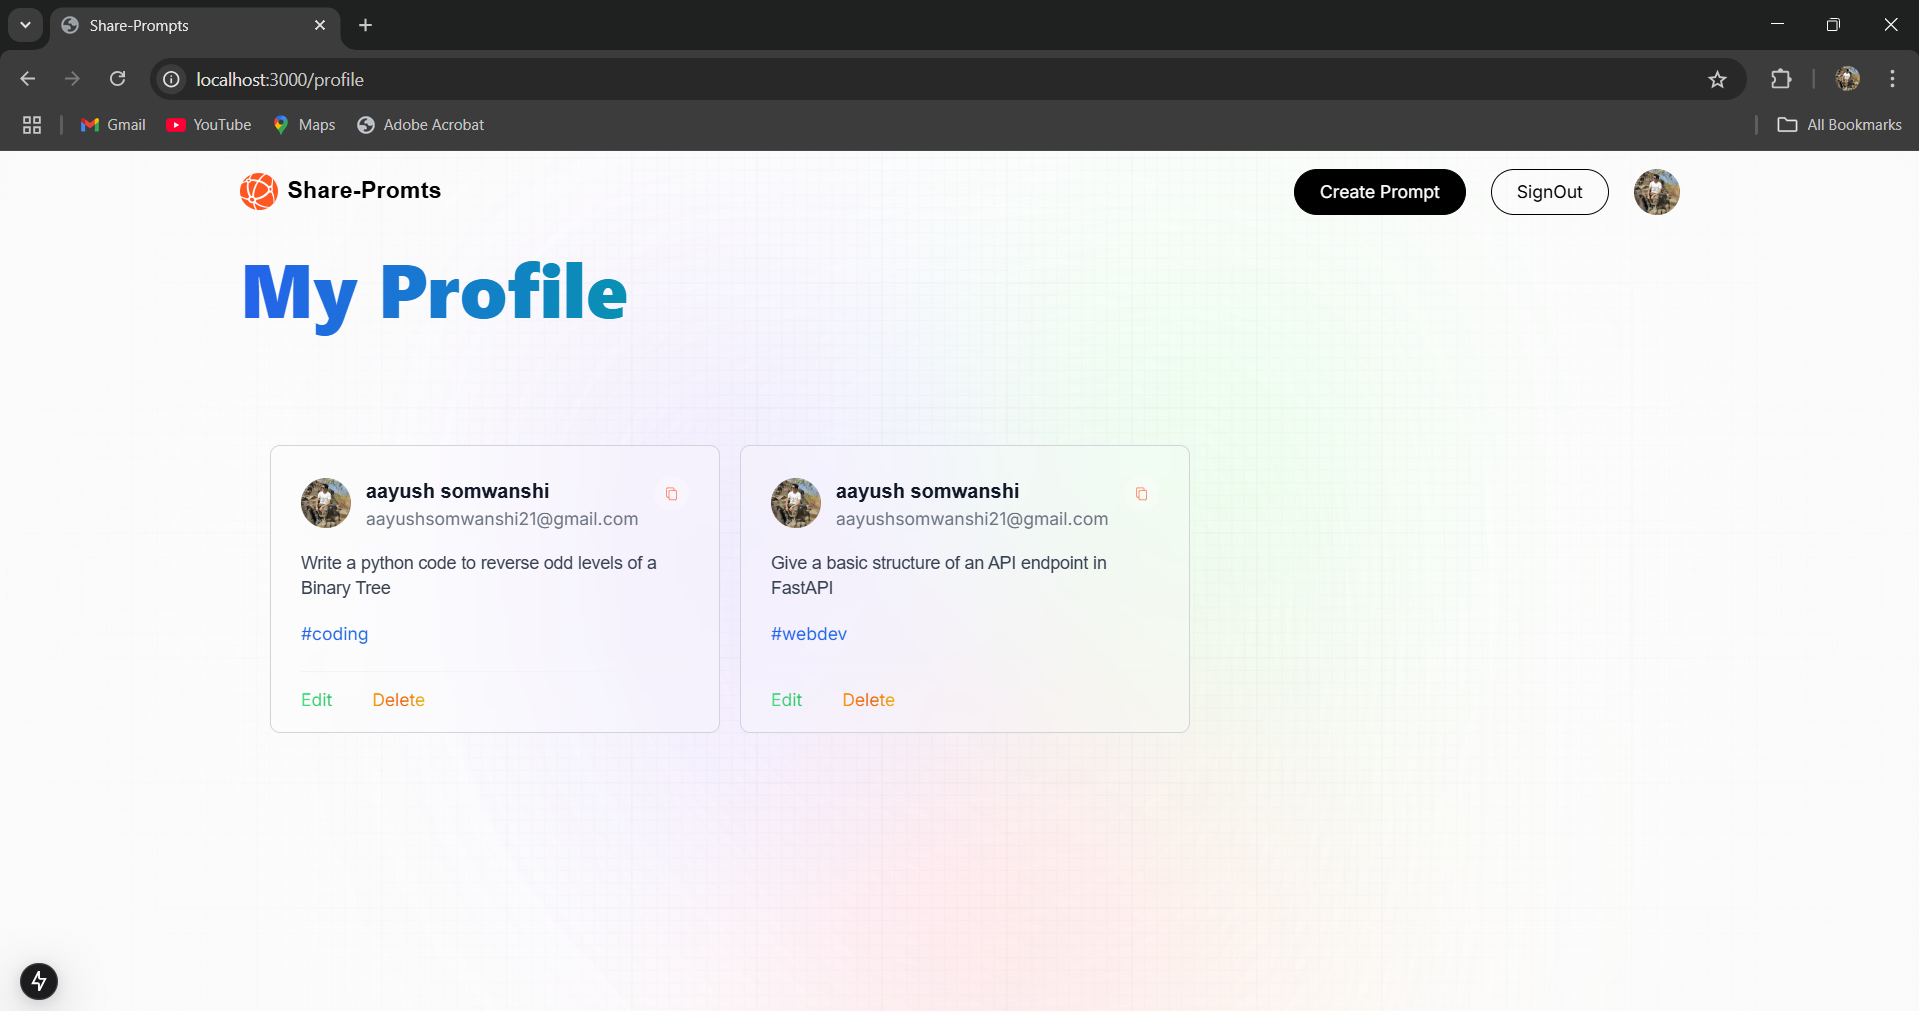 Share-Prompts
localhost:3000/profile
Gmail YouTube Maps Adobe Acrobat All Bookmarks
Share-Promts Create Prompt SignOut
My Profile
aayush somwanshi
aayushsomwanshi21@gmail.com
Write a python code to reverse odd levels of a
Binary Tree
#coding
Edit Delete
aayush somwanshi
aayushsomwanshi21@gmail.com
Give a basic structure of an API endpoint in
FastAPI
#webdev
Edit Delete